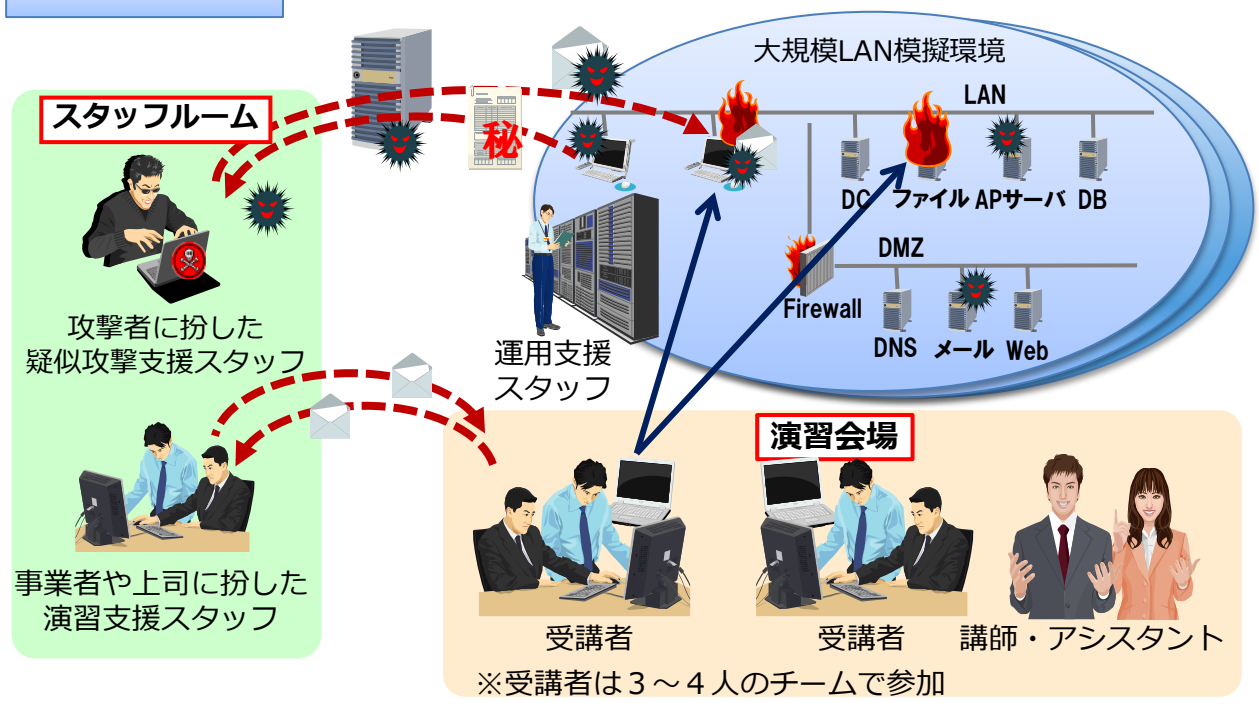 大規模LAN模擬環境
LAN
スタッフルーム
秘
DC ファイル APサーバ DB
DMZ
Firewall
DNS メール Web
攻撃者に扮した
疑似攻撃支援スタッフ
運用支援
スタッフ
演習会場
事業者や上司に扮した
演習支援スタッフ
受講者
受講者
講師・アシスタント
※受講者は3～4人のチームで参加